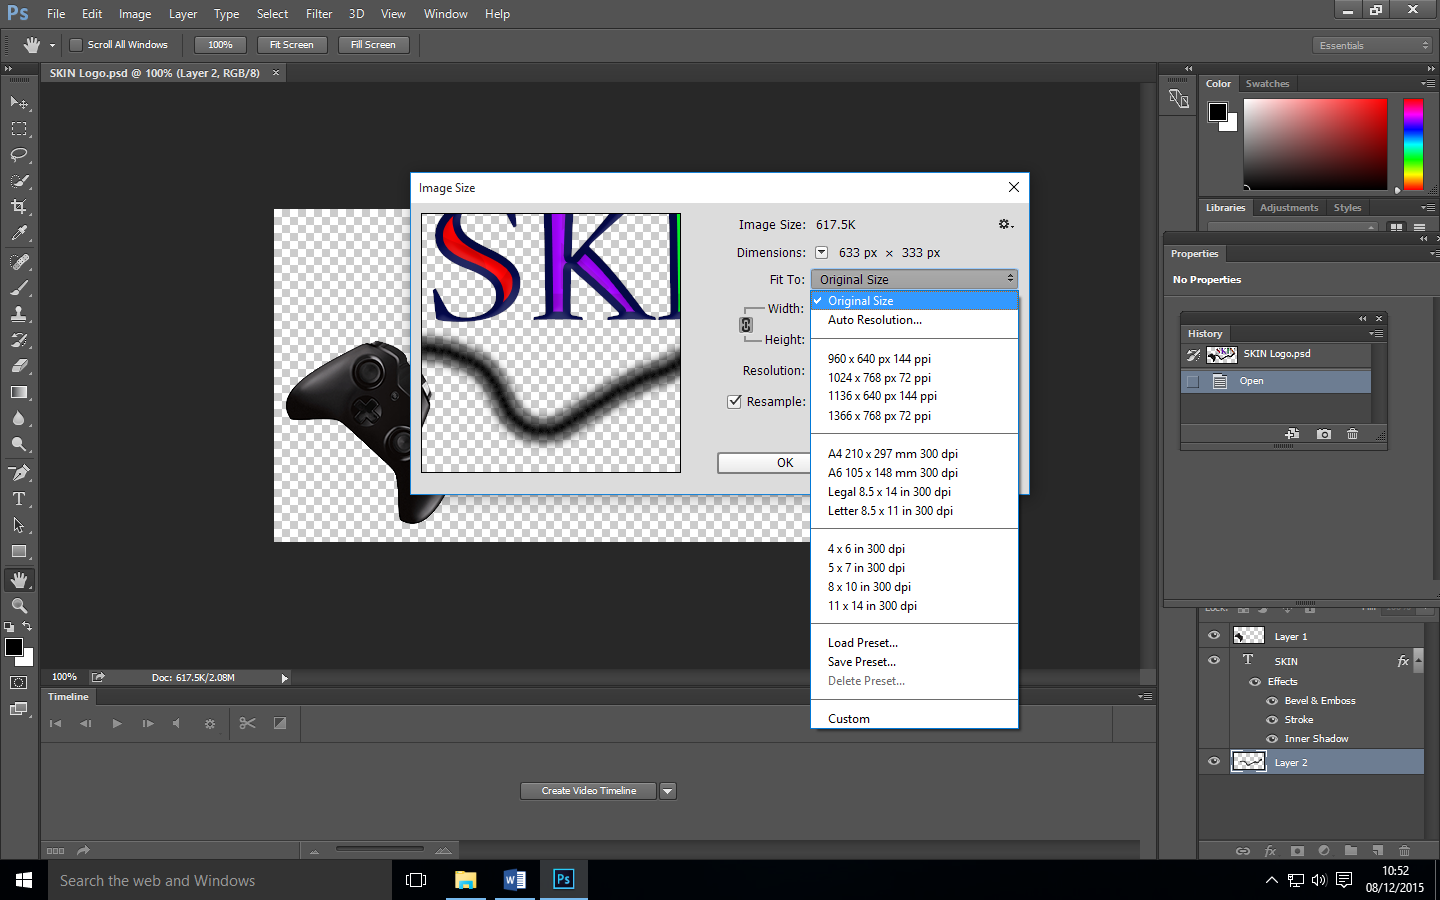 Ps File Edit Image Layer Type Select Filter 3D View Window Help
Scroll All Windows 100% Fit Screen Fill Screen Essentials
SKIN Logo.psd @ 100% (Layer 2, RGB/8) ×
Color Swatches
Image Size
SKI
Image Size: 617.5K
Dimensions: 633 px × 333 px
Fit To: Original Size
Width:
Height:
Resolution:
Resample:
OK
Original Size
Auto Resolution...
960 x 640 px 144 ppi
1024 x 768 px 72 ppi
1136 x 640 px 144 ppi
1366 x 768 px 72 ppi
A4 210 x 297 mm 300 dpi
A6 105 x 148 mm 300 dpi
Legal 8.5 x 14 in 300 dpi
Letter 8.5 x 11 in 300 dpi
4 x 6 in 300 dpi
5 x 7 in 300 dpi
8 x 10 in 300 dpi
11 x 14 in 300 dpi
Load Preset...
Save Preset...
Delete Preset...
Custom
Libraries Adjustments Styles
Properties
No Properties
History
SKIN Logo.psd
Open
Lock:
Layer 1
T SKIN fx
Effects
Bevel & Emboss
Stroke
Inner Shadow
Layer 2
100% Doc: 617.5K/2.08M
Timeline
Create Video Timeline
Search the web and Windows
10:52
08/12/2015